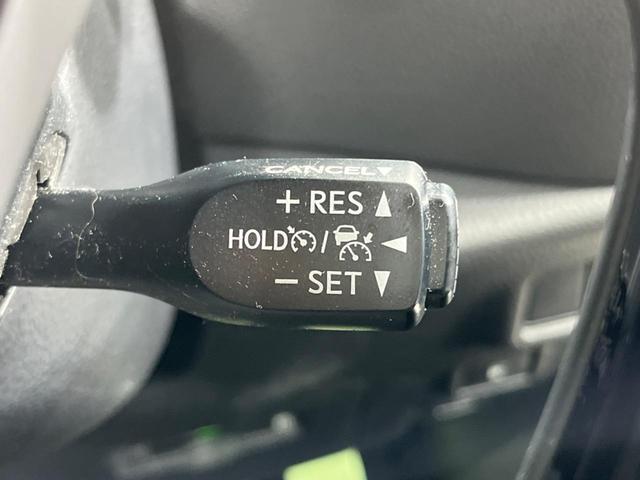 CANCEL▼
+ RES ▲
HOLD / ◀
− SET ▼